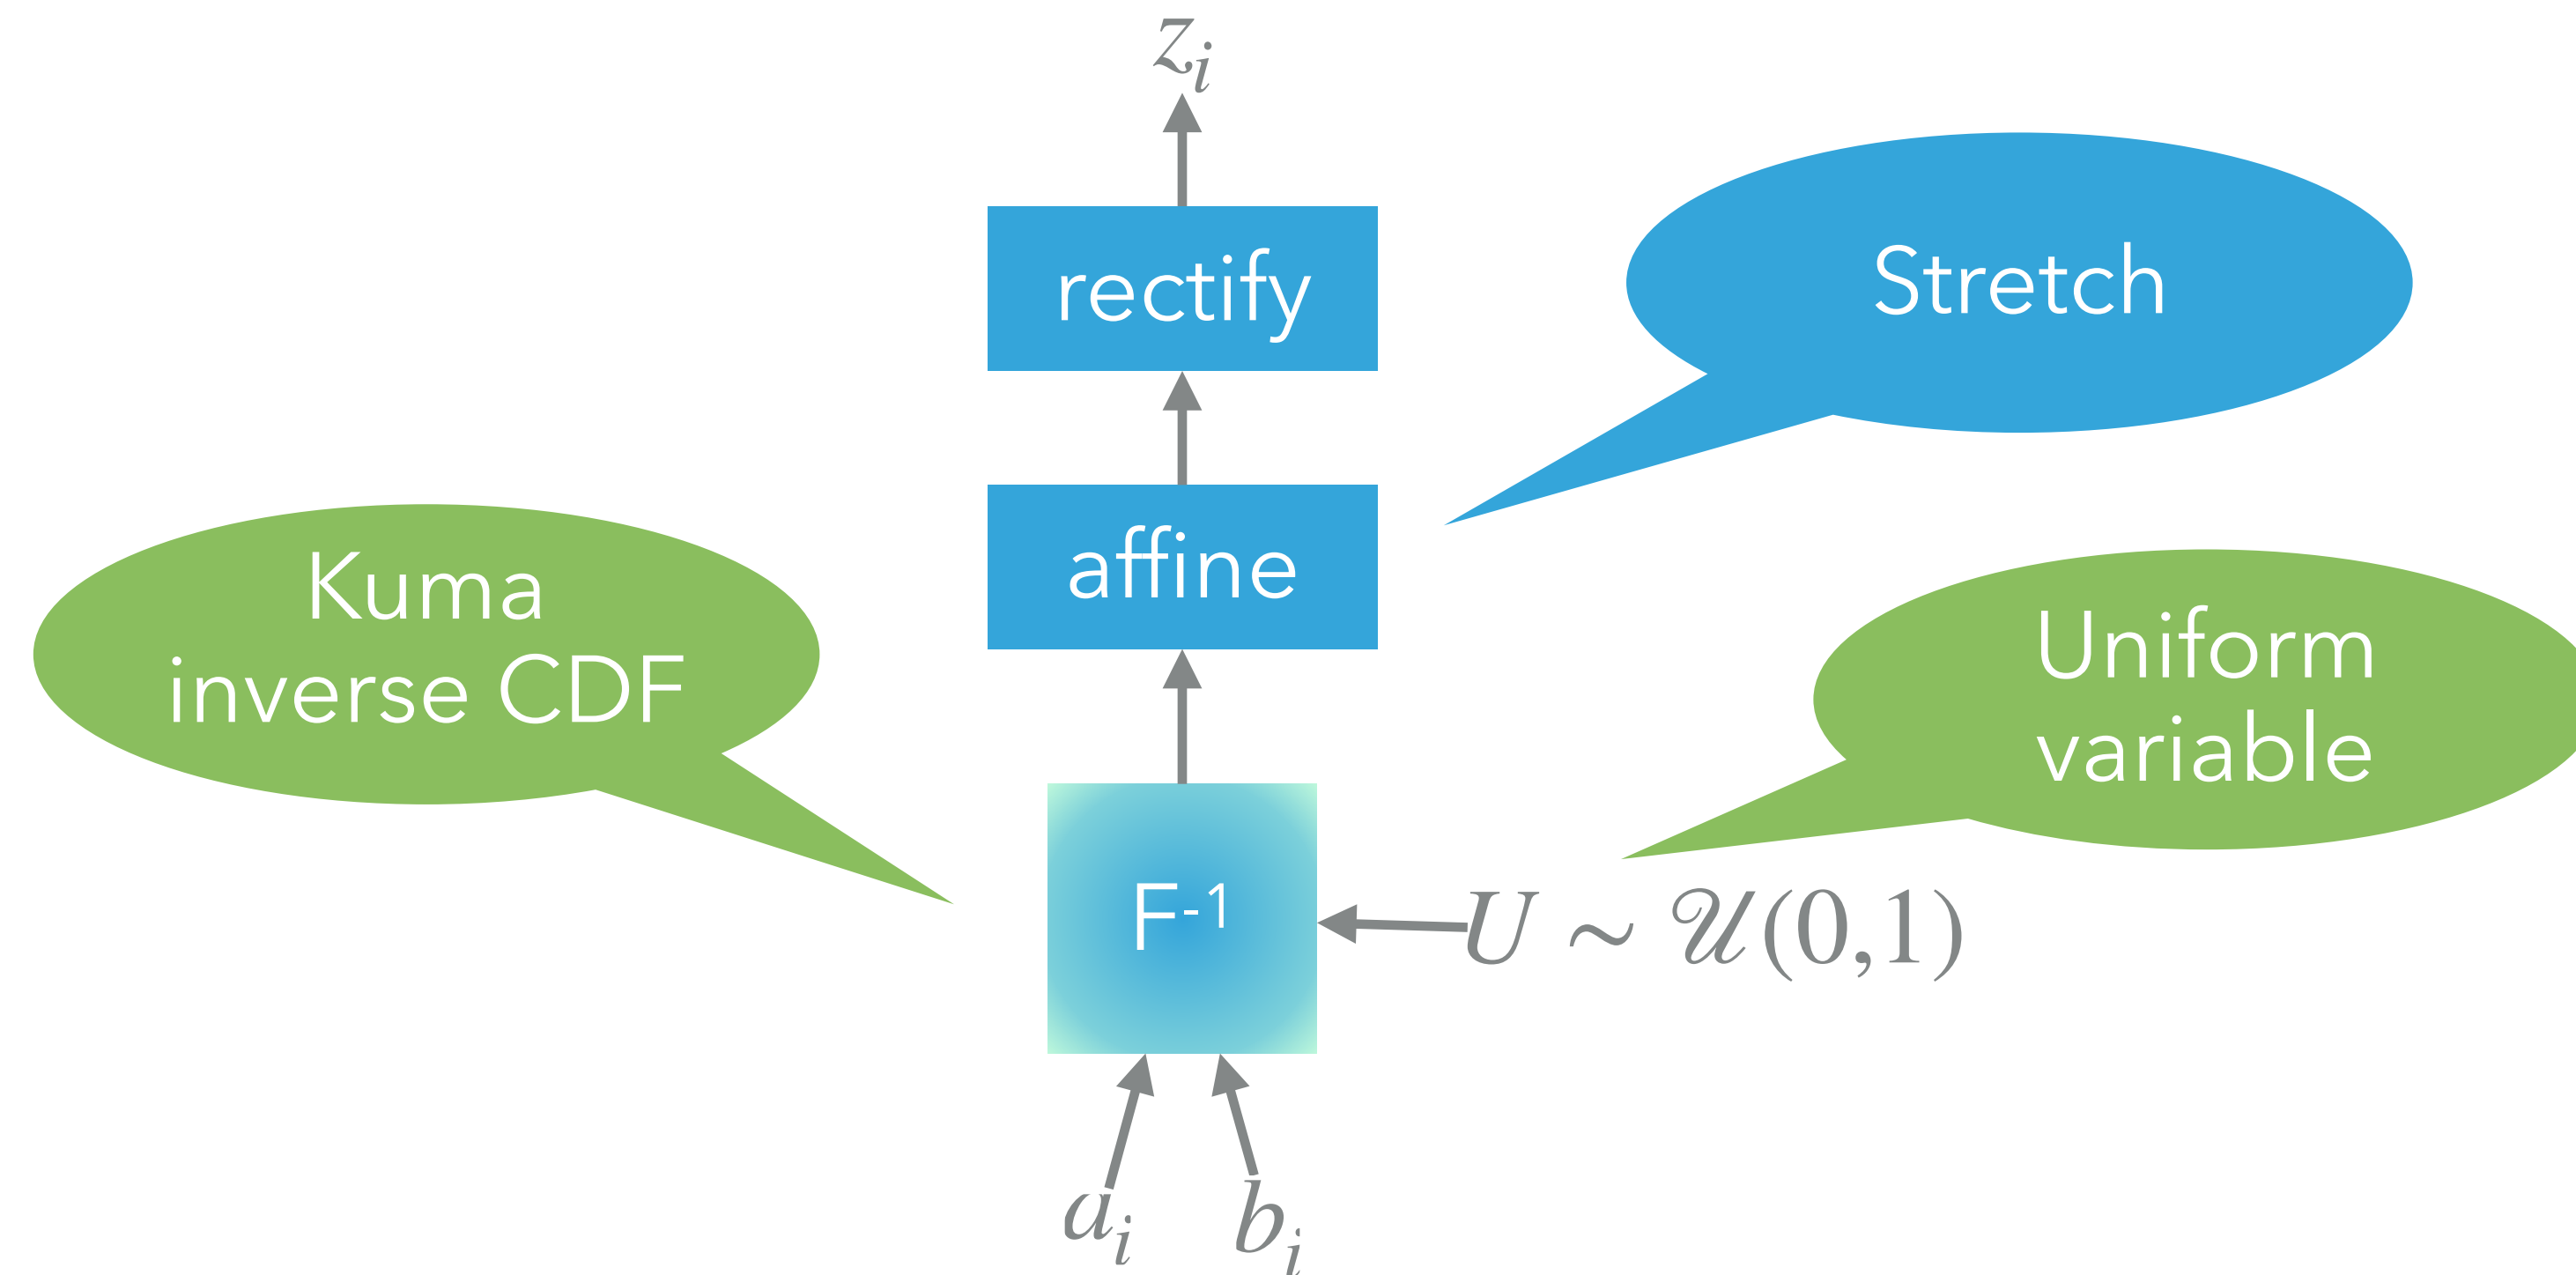 zᵢ
rectify
Stretch
affine
Kuma
inverse CDF
Uniform
variable
F⁻¹
U ~ 𝒰(0,1)
aᵢ
bᵢ